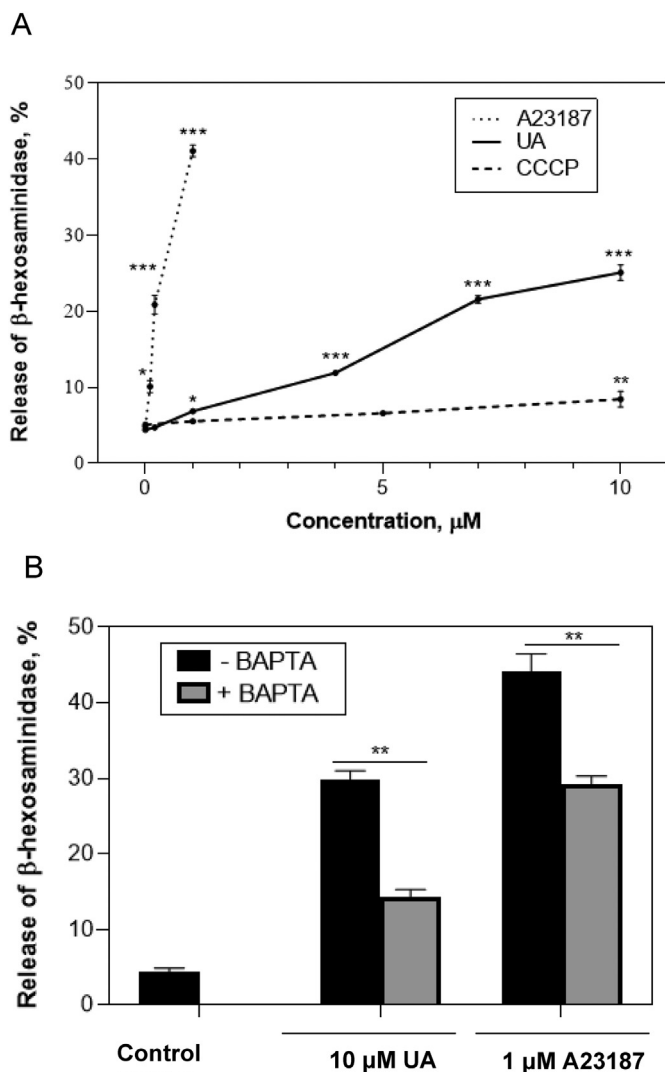 A
Release of β-hexosaminidase, %
50
40
30
20
10
0
***
***
*
*
***
***
***
**
A23187
UA
CCCP
0
5
10
Concentration, μM
B
Release of β-hexosaminidase, %
50
40
30
20
10
0
- BAPTA
+ BAPTA
**
**
Control
10 μM UA
1 μM A23187